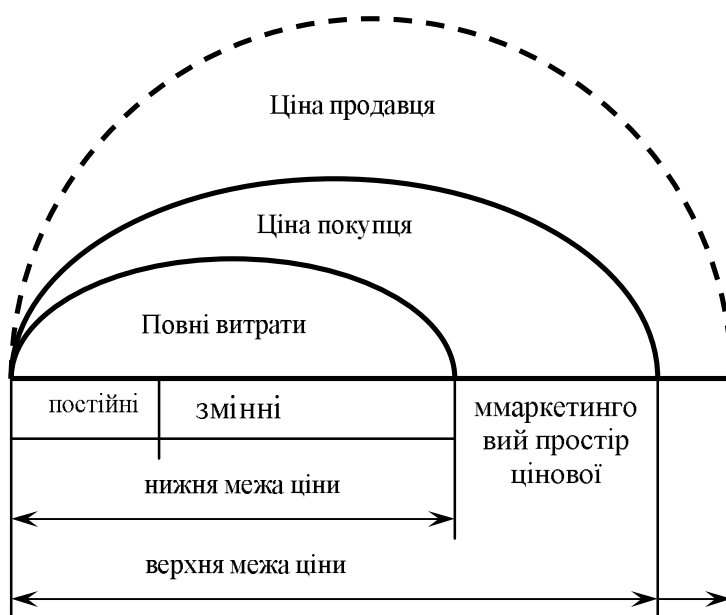 Ціна продавця
Ціна покупця
Повні витрати
постійні
змінні
ммаркетинго
вий простір
цінової
нижня межа ціни
верхня межа ціни